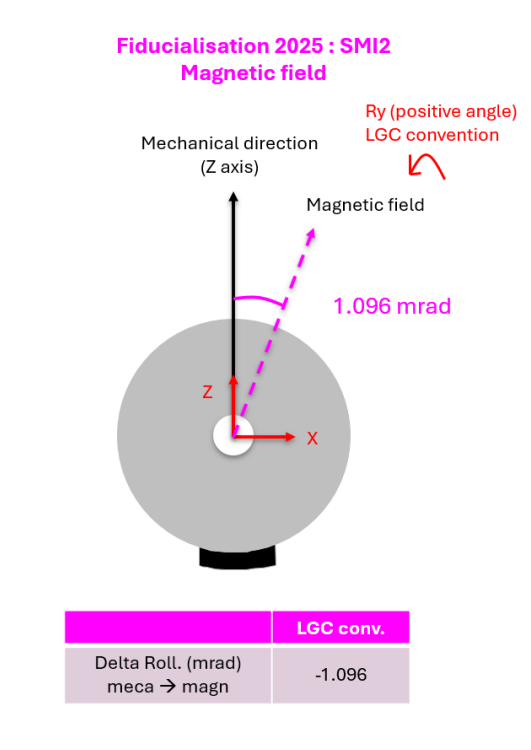 Fiducialisation 2025 : SMI2
Magnetic field
Ry (positive angle)
LGC convention
Mechanical direction
(Z axis)
Magnetic field
1.096 mrad
Z
X
LGC conv.
Delta Roll. (mrad)
meca → magn
-1.096